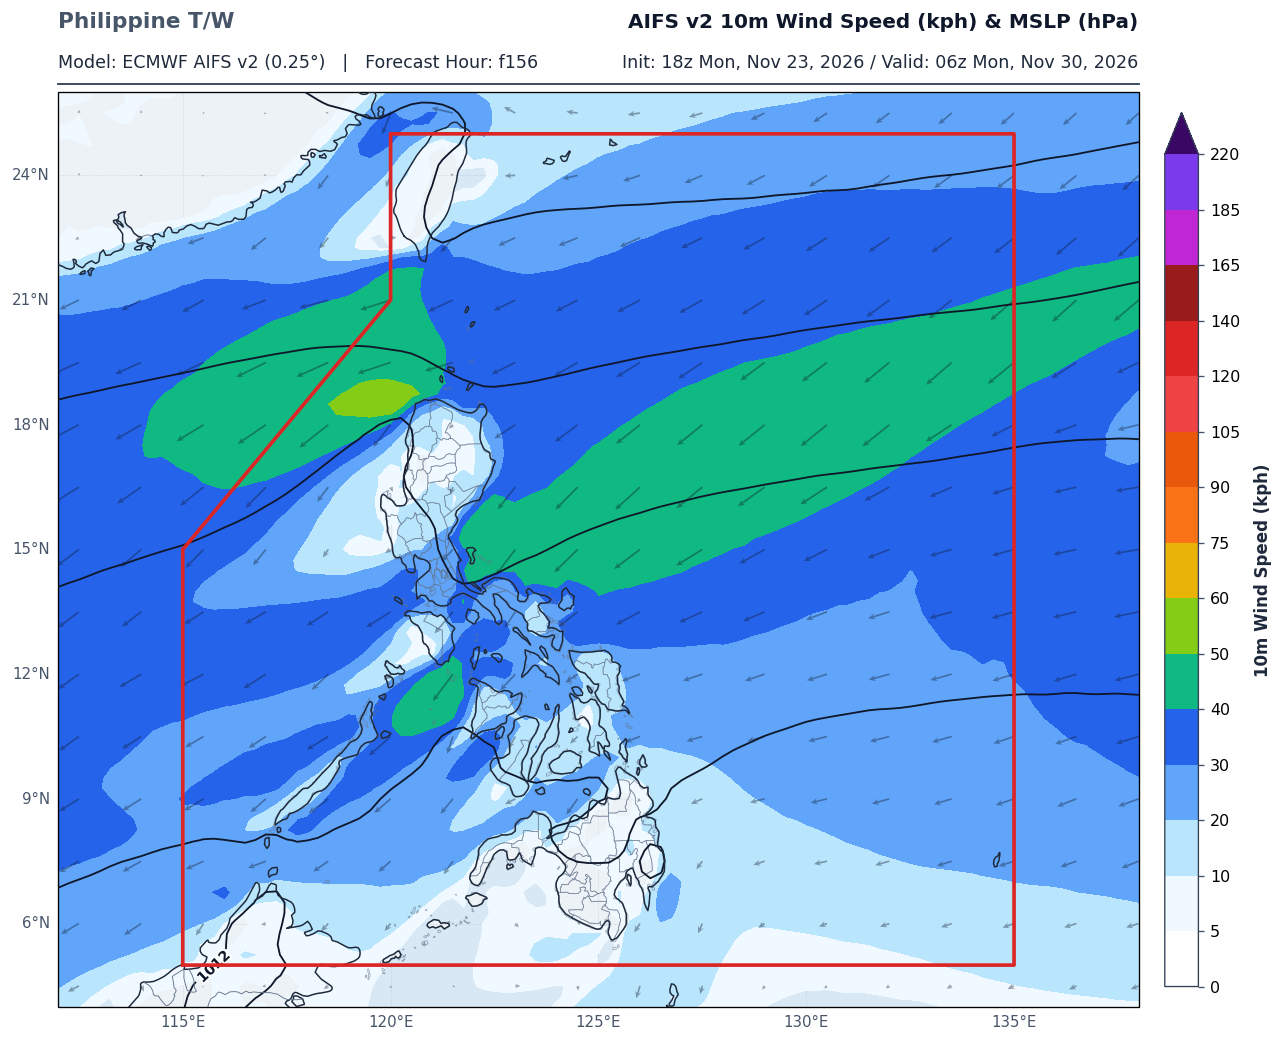 Philippine T/W
AIFS v2 10m Wind Speed (kph) & MSLP (hPa)
Model: ECMWF AIFS v2 (0.25°) | Forecast Hour: f156
Init: 18z Mon, Nov 23, 2026 / Valid: 06z Mon, Nov 30, 2026
24°N
21°N
18°N
15°N
12°N
9°N
6°N
1012
115°E
120°E
125°E
130°E
135°E
220
185
165
140
120
105
90
75
60
50
40
30
20
10
5
0
10m Wind Speed (kph)